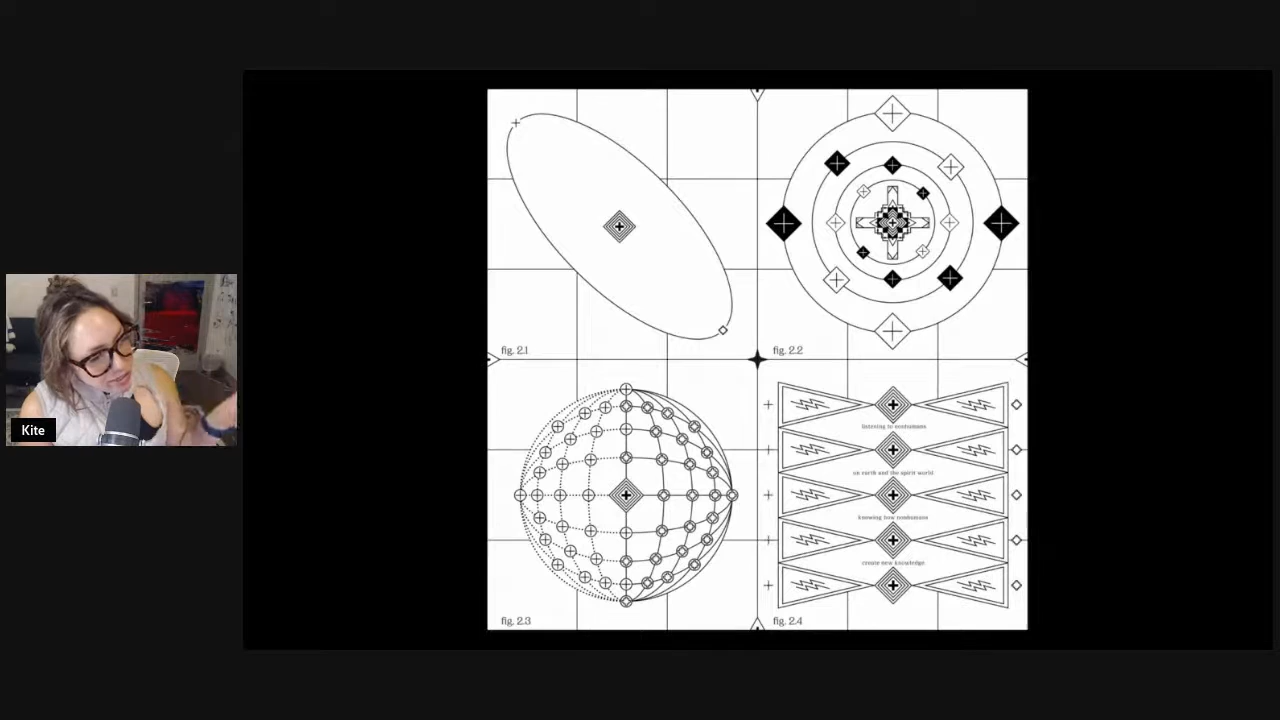 fig. 2.1
fig. 2.2
listening to nonhumans
on earth and the spirit world
knowing how nonhumans
create new knowledge
fig. 2.3
fig. 2.4
Kite